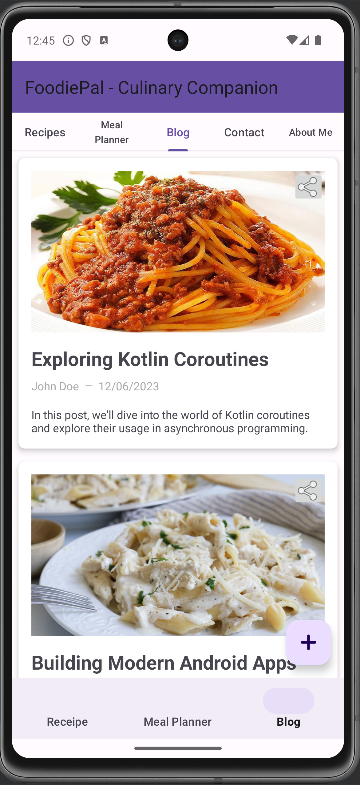 12:45
FoodiePal - Culinary Companion
Recipes
Meal
Planner
Blog
Contact
About Me
Exploring Kotlin Coroutines
John Doe – 12/06/2023
In this post, we'll dive into the world of Kotlin coroutines
and explore their usage in asynchronous programming.
Building Modern Android Apps
+
Receipe
Meal Planner
Blog